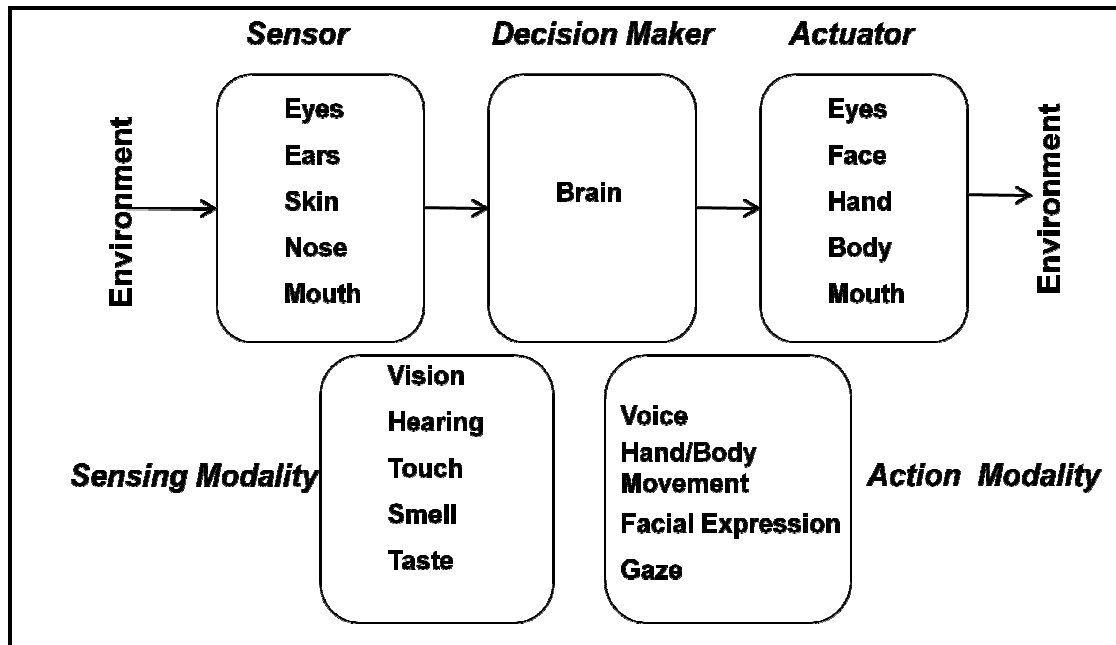 Sensor
Decision Maker
Actuator
Environment
Eyes
Ears
Skin
Nose
Mouth
Brain
Eyes
Face
Hand
Body
Mouth
Environment
Sensing Modality
Vision
Hearing
Touch
Smell
Taste
Voice
Hand/Body
Movement
Facial Expression
Gaze
Action Modality